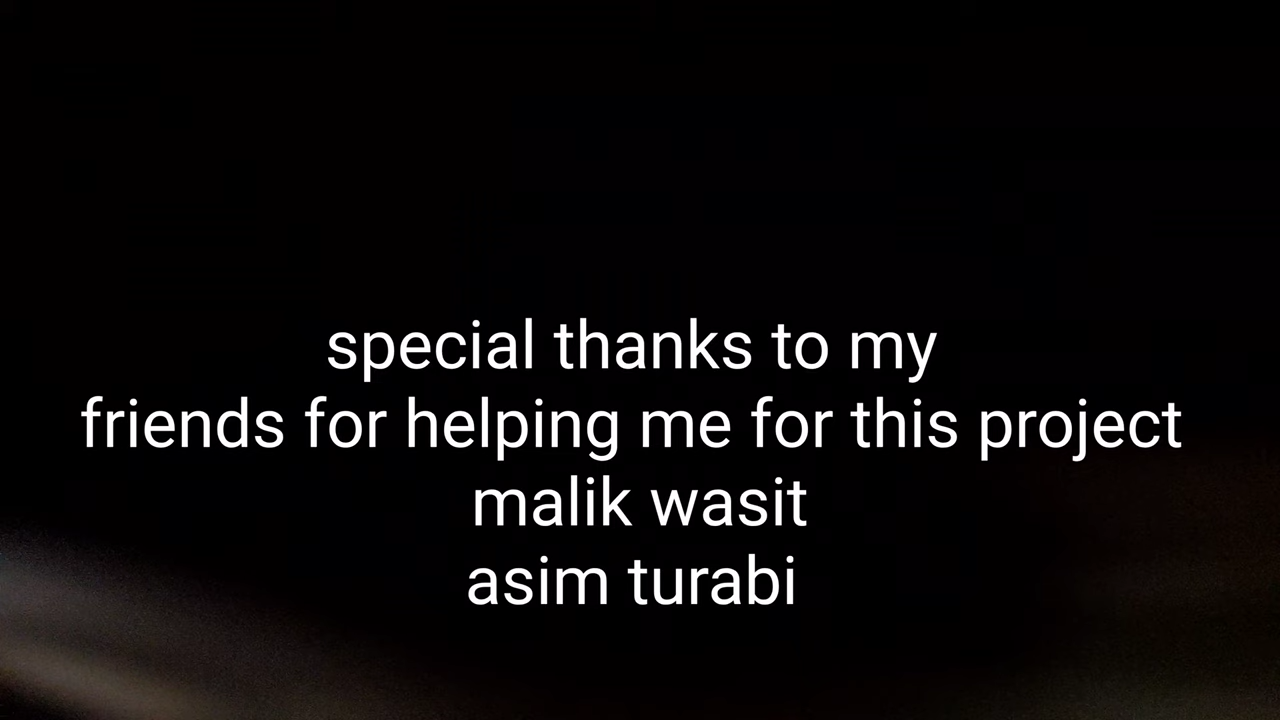 special thanks to my
friends for helping me for this project
malik wasit
asim turabi